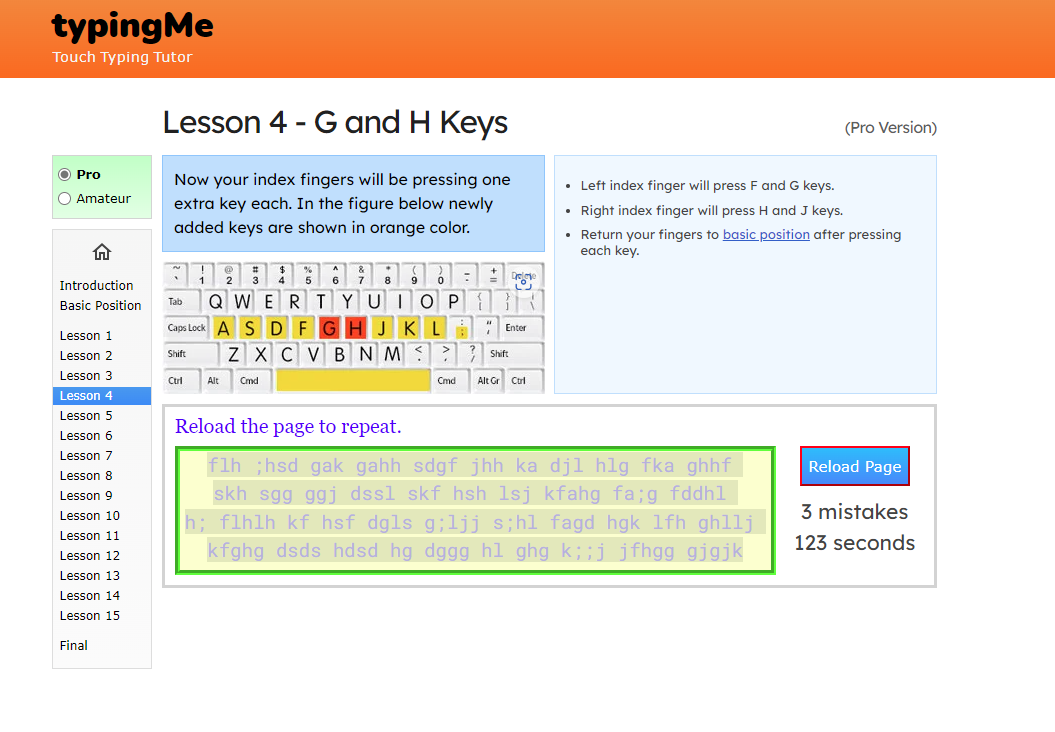 typingMe
Touch Typing Tutor
Lesson 4 - G and H Keys
(Pro Version)
Pro
Amateur
Introduction
Basic Position
Lesson 1
Lesson 2
Lesson 3
Lesson 4
Lesson 5
Lesson 6
Lesson 7
Lesson 8
Lesson 9
Lesson 10
Lesson 11
Lesson 12
Lesson 13
Lesson 14
Lesson 15
Final
Now your index fingers will be pressing one
extra key each. In the figure below newly
added keys are shown in orange color.
~ ! @ # $ % ^ & * ( ) - +
` 1 2 3 4 5 6 7 8 9 0 =
Tab Q W E R T Y U I O P { } |
[ ] \
Caps Lock A S D F G H J K L : " Enter
; '
Shift Z X C V B N M < > ? Shift
, . /
Ctrl Alt Cmd Cmd Alt Gr Ctrl
• Left index finger will press F and G keys.
• Right index finger will press H and J keys.
• Return your fingers to basic position after pressing
each key.
Reload the page to repeat.
flh ;hsd gak gahh sdgf jhh ka djl hlg fka ghhf
skh sgg ggj dssl skf hsh lsj kfahg fa;g fddhl
h; flhlh kf hsf dgls g;ljj s;hl fagd hgk lfh ghllj
kfghg dsds hdsd hg dggg hl ghg k;;j jfhgg gjgjk
Reload Page
3 mistakes
123 seconds